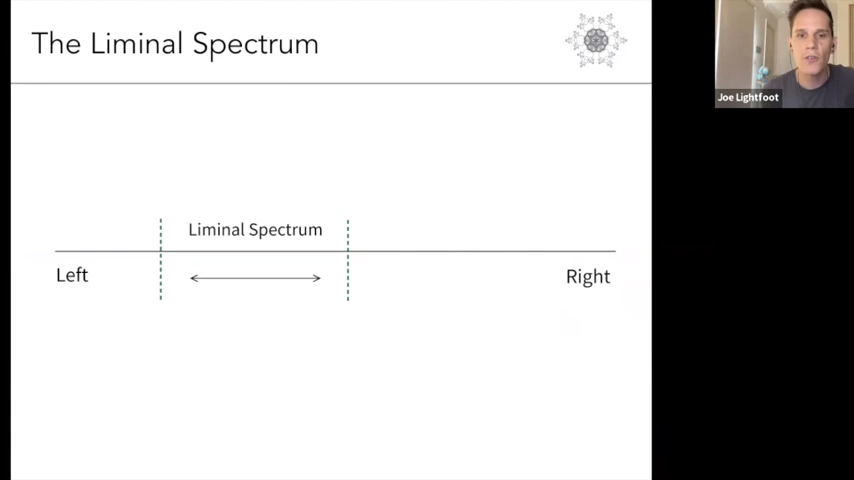 The Liminal Spectrum
Joe Lightfoot
Liminal Spectrum
Left
Right